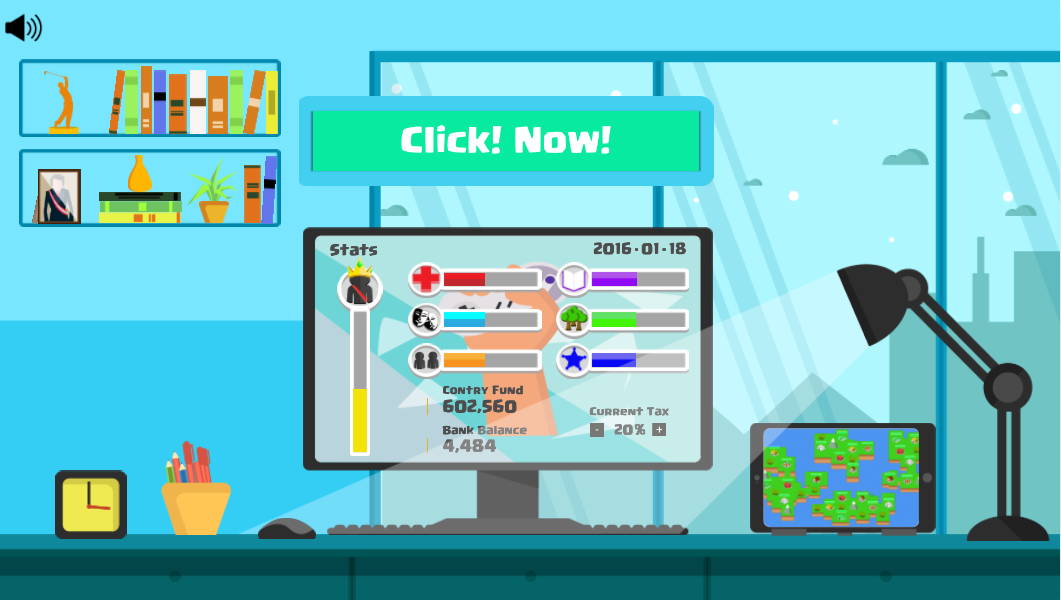 Click! Now!
Stats
2016·01·18
Contry Fund
602,560
Bank Balance
4,484
Current Tax
- 20% +